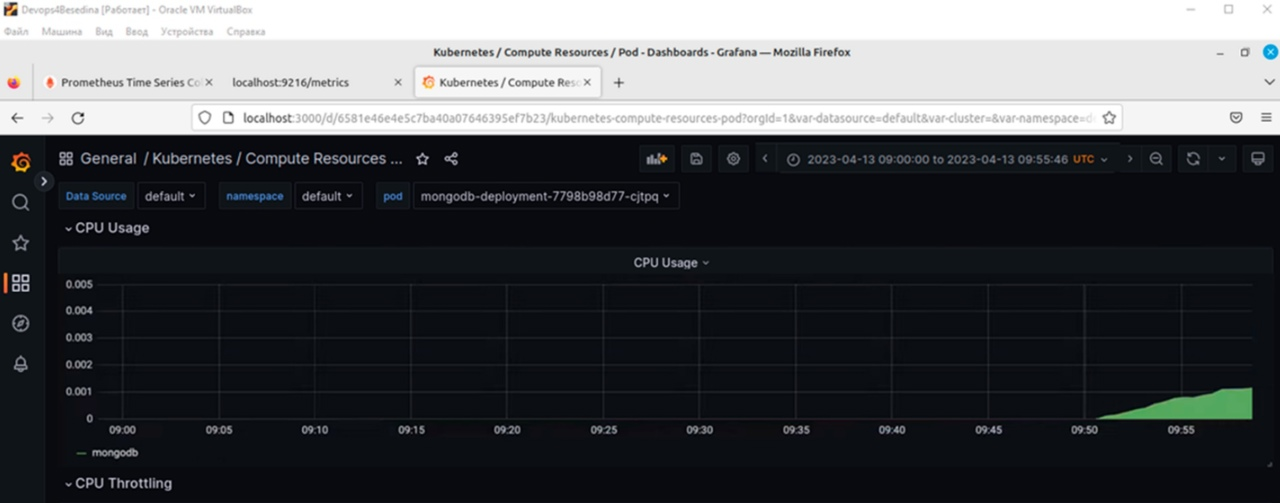 Devops4Besedina [Работает] - Oracle VM VirtualBox
Файл Машина Вид Ввод Устройства Справка
Kubernetes / Compute Resources / Pod - Dashboards - Grafana — Mozilla Firefox
Prometheus Time Series Co localhost:9216/metrics Kubernetes / Compute Res
localhost:3000/d/6581e46e4e5c7ba40a07646395ef7b23/kubernetes-compute-resources-pod?orgId=1&var-datasource=default&var-cluster=&var-namespace=d
General / Kubernetes / Compute Resources ... 2023-04-13 09:00:00 to 2023-04-13 09:55:46 UTC
Data Source default namespace default pod mongodb-deployment-7798b98d77-cjtpq
CPU Usage
CPU Usage
0.005
0.004
0.003
0.002
0.001
0
09:00 09:05 09:10 09:15 09:20 09:25 09:30 09:35 09:40 09:45 09:50 09:55
mongodb
CPU Throttling